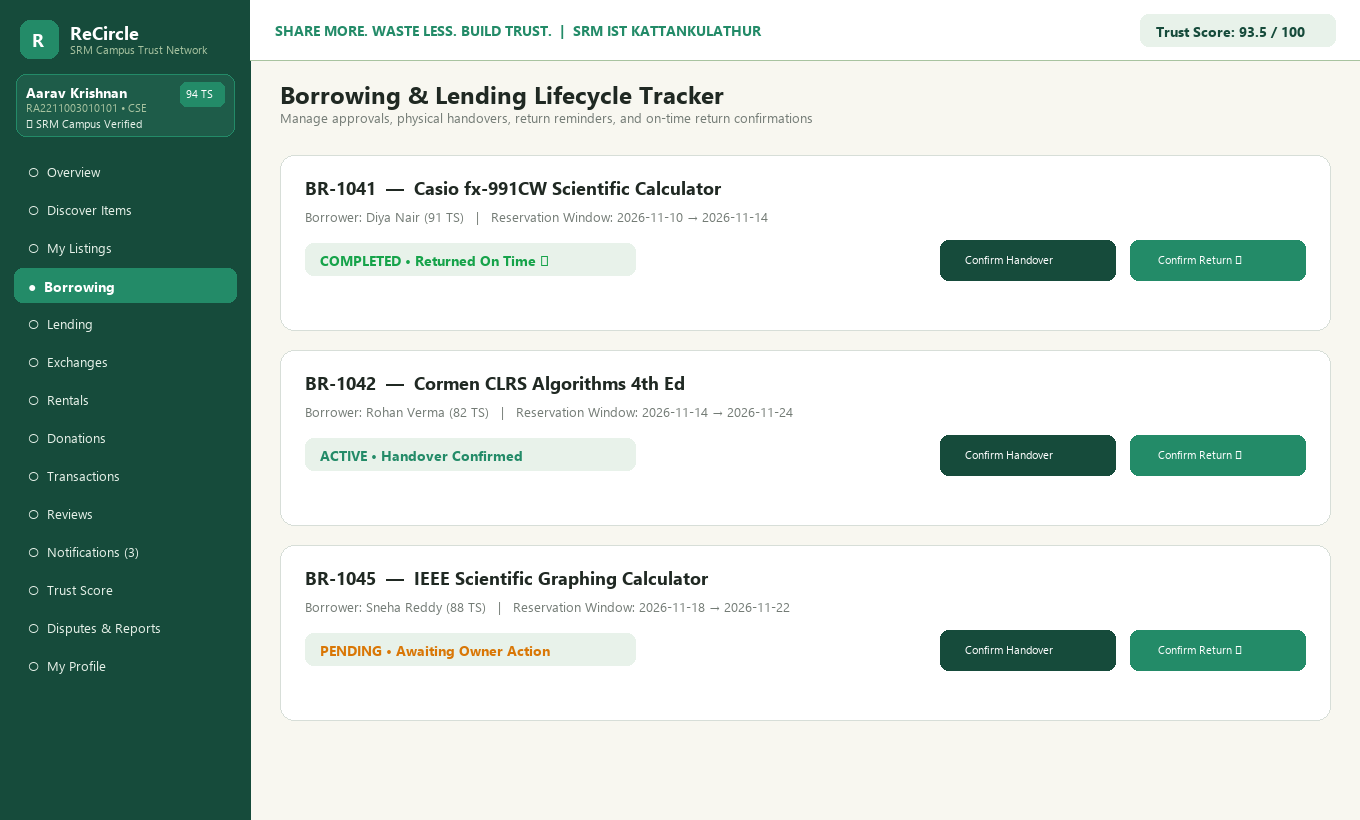 R
ReCircle
SRM Campus Trust Network
Aarav Krishnan
94 TS
RA2211003010101 • CSE
SRM Campus Verified
Overview
Discover Items
My Listings
Borrowing
Lending
Exchanges
Rentals
Donations
Transactions
Reviews
Notifications (3)
Trust Score
Disputes & Reports
My Profile
SHARE MORE. WASTE LESS. BUILD TRUST. | SRM IST KATTANKULATHUR
Trust Score: 93.5 / 100
Borrowing & Lending Lifecycle Tracker
Manage approvals, physical handovers, return reminders, and on-time return confirmations
BR-1041 — Casio fx-991CW Scientific Calculator
Borrower: Diya Nair (91 TS) | Reservation Window: 2026-11-10 → 2026-11-14
COMPLETED • Returned On Time
Confirm Handover
Confirm Return
BR-1042 — Cormen CLRS Algorithms 4th Ed
Borrower: Rohan Verma (82 TS) | Reservation Window: 2026-11-14 → 2026-11-24
ACTIVE • Handover Confirmed
Confirm Handover
Confirm Return
BR-1045 — IEEE Scientific Graphing Calculator
Borrower: Sneha Reddy (88 TS) | Reservation Window: 2026-11-18 → 2026-11-22
PENDING • Awaiting Owner Action
Confirm Handover
Confirm Return